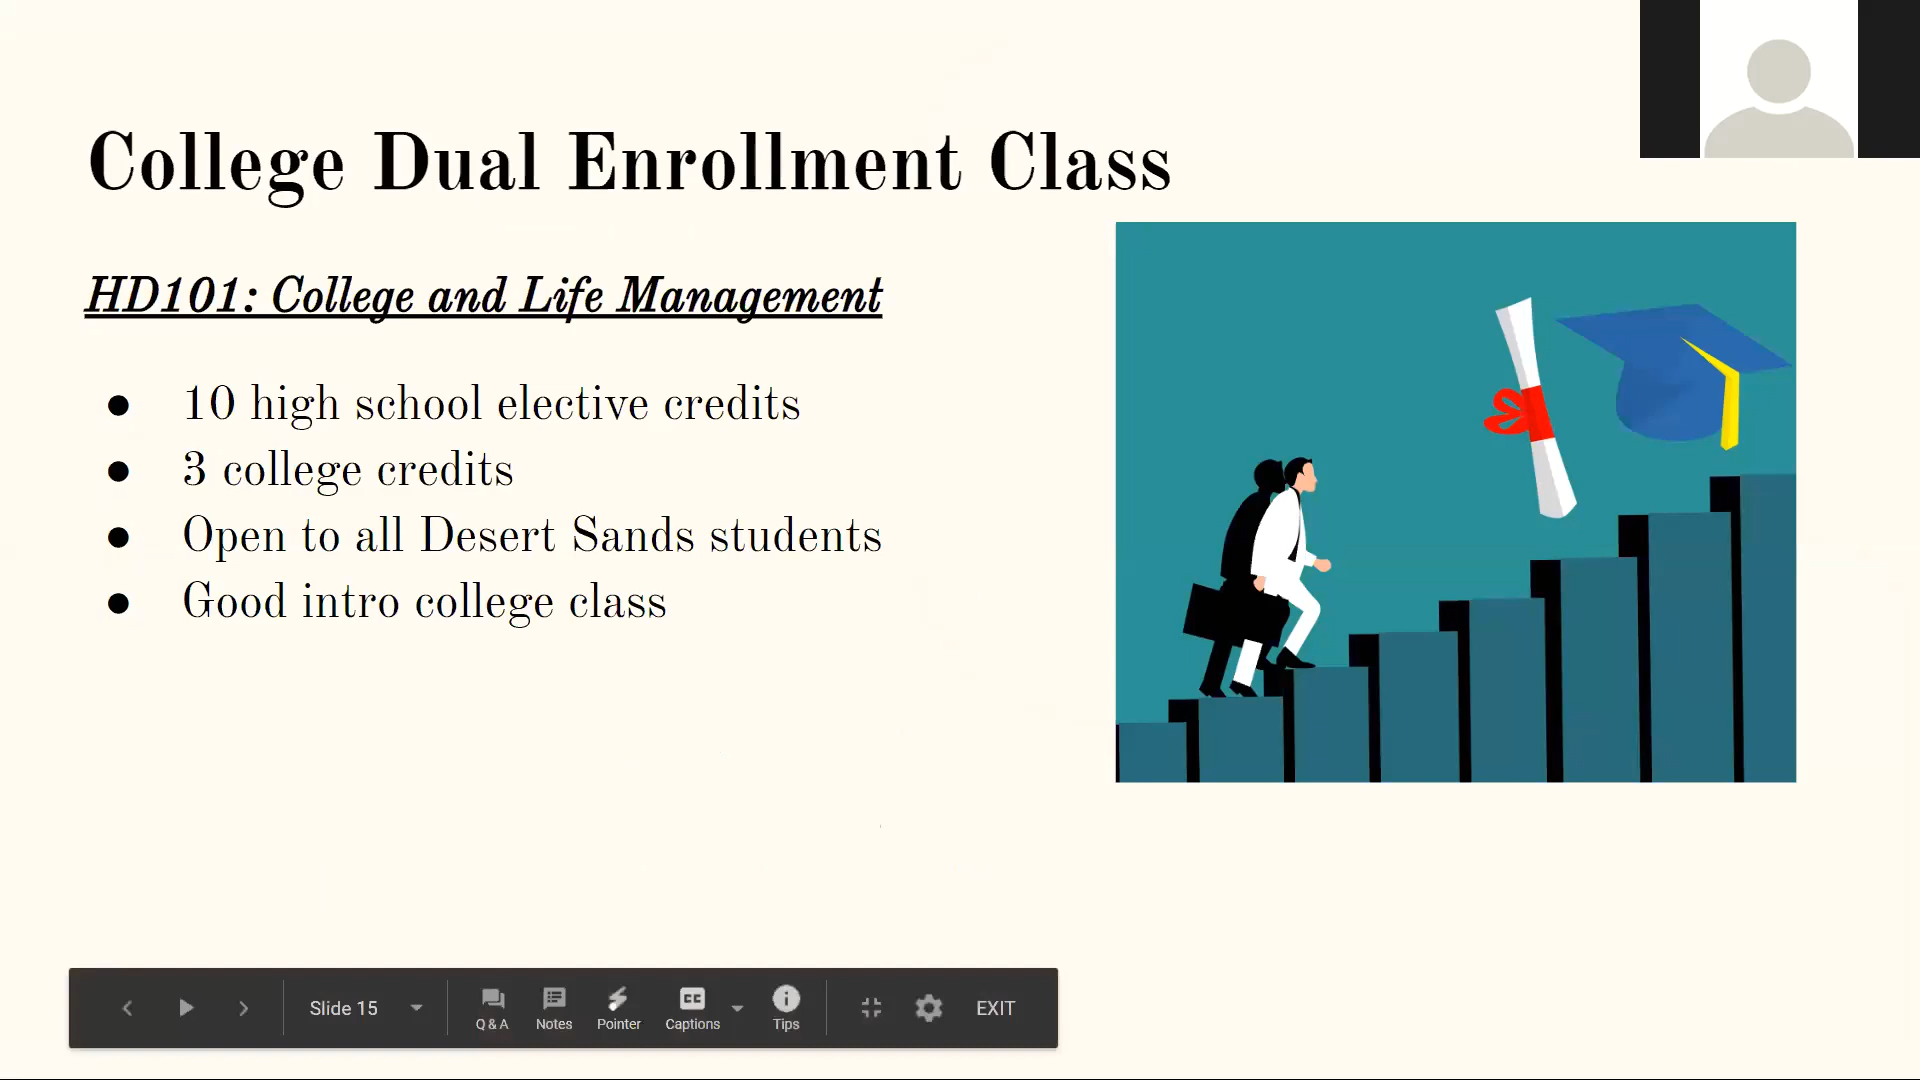 College Dual Enrollment Class
HD101: College and Life Management
● 10 high school elective credits
● 3 college credits
● Open to all Desert Sands students
● Good intro college class
Slide 15
Q & A
Notes
Pointer
CC
Captions
Tips
EXIT